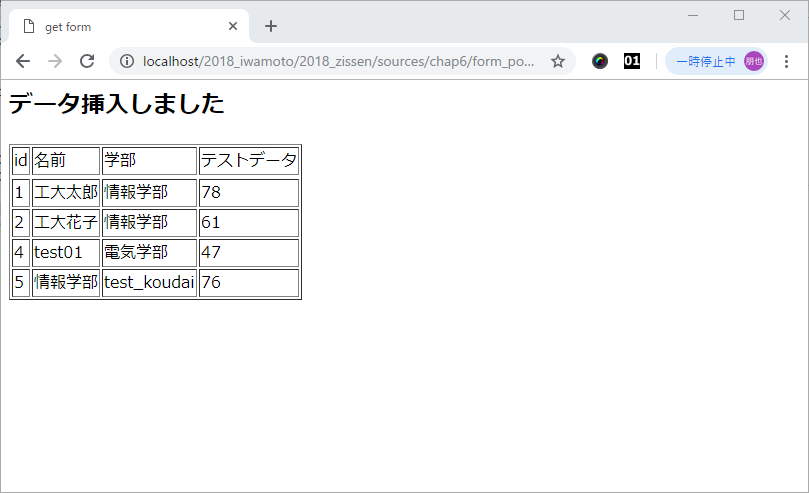 get form
localhost/2018_iwamoto/2018_zissen/sources/chap6/form_po...
01
一時停止中
朋也
データ挿入しました
id 名前 学部 テストデータ
1 工大太郎 情報学部 78
2 工大花子 情報学部 61
4 test01 電気学部 47
5 情報学部 test_koudai 76